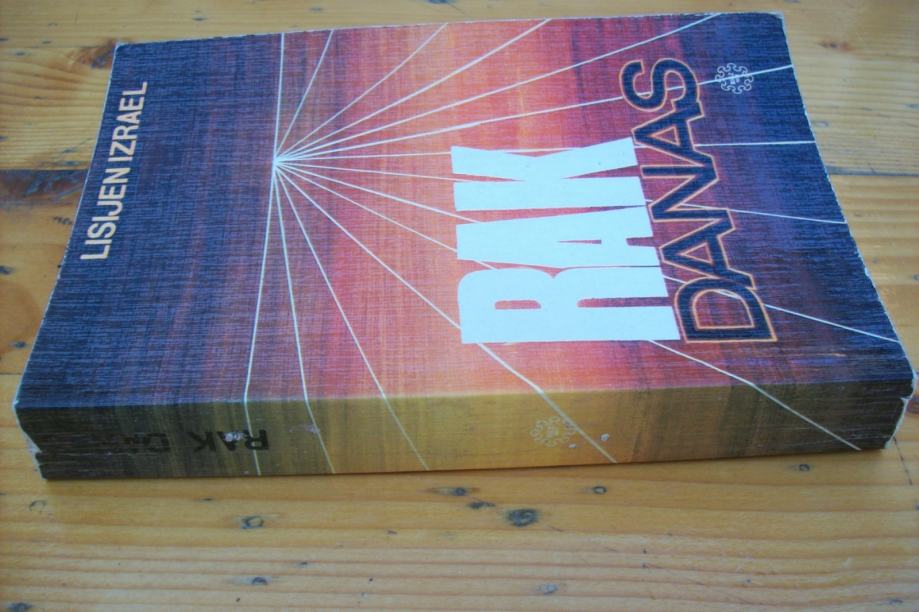 LISIJEN IZRAEL
RAK
DANAS
RAK